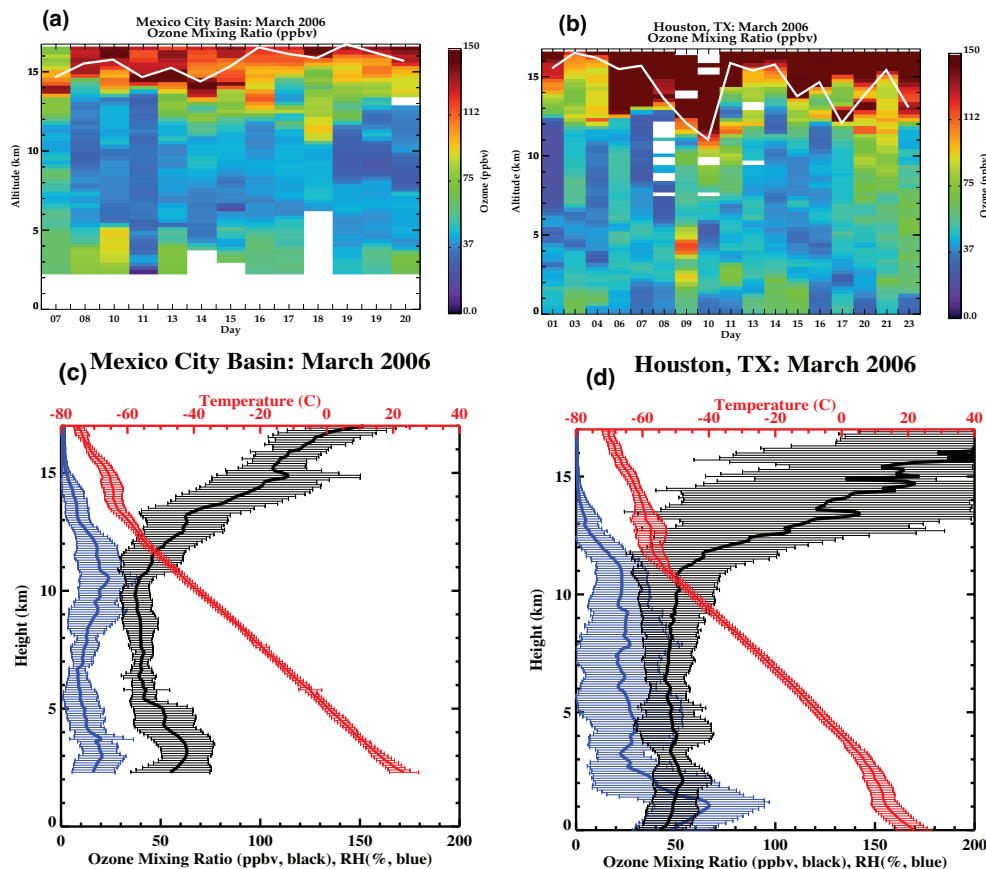 (a)
Mexico City Basin: March 2006
Ozone Mixing Ratio (ppbv)
15
10
5
0
Altitude (km)
07 08 10 11 13 14 15 16 17 18 19 19 20
Day
150
112
75
37
0.0
Ozone (ppbv)
(b)
Houston, TX: March 2006
Ozone Mixing Ratio (ppbv)
15
10
5
0
Altitude (km)
01 03 04 06 07 08 09 10 11 13 14 15 16 17 20 21 23
Day
150
112
75
37
0.0
Ozone (ppbv)
(c)
Mexico City Basin: March 2006
Temperature (C)
-80 -60 -40 -20 0 20 40
15
10
5
0
Height (km)
0 50 100 150 200
Ozone Mixing Ratio (ppbv, black), RH(%, blue)
(d)
Houston, TX: March 2006
Temperature (C)
-80 -60 -40 -20 0 20 40
15
10
5
0
Height (km)
0 50 100 150 200
Ozone Mixing Ratio (ppbv, black), RH(%, blue)